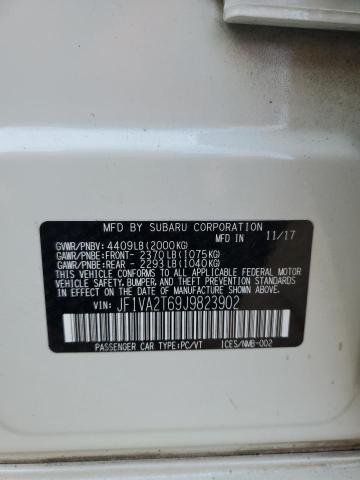 MFD BY SUBARU CORPORATION
GVWR/PNBV: 4409LB(2000KG) 11/17
GAWR/PNBE:FRONT- 2370LB(1075KG)
GAWR/PNBE:REAR - 2293LB(1040KG)
THIS VEHICLE CONFORMS TO ALL APPLICABLE FEDERAL MOTOR
VEHICLE SAFETY, BUMPER, AND THEFT PREVENTION STANDARDS
IN EFFECT ON THE DATE OF MANUFACTURE SHOWN ABOVE.
VIN: JF1VA2T69J9823902
PASSENGER CAR TYPE:PC/VT ICES/NMB-002